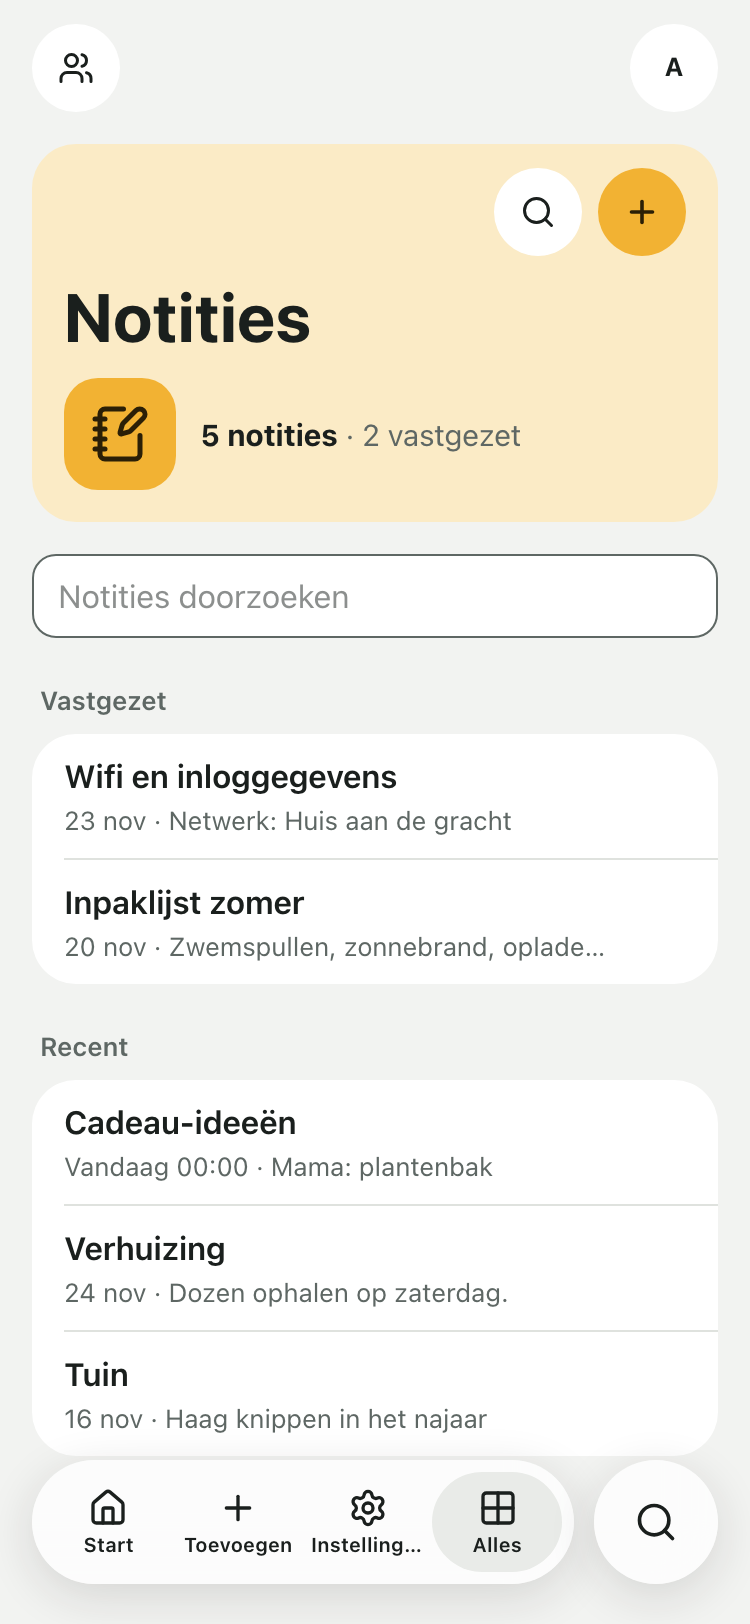 A
Notities
5 notities · 2 vastgezet
Notities doorzoeken
Vastgezet
Wifi en inloggegevens
23 nov · Netwerk: Huis aan de gracht
Inpaklijst zomer
20 nov · Zwemspullen, zonnebrand, oplade...
Recent
Cadeau-ideeën
Vandaag 00:00 · Mama: plantenbak
Verhuizing
24 nov · Dozen ophalen op zaterdag.
Tuin
16 nov · Haag knippen in het najaar
Start
Toevoegen
Instelling...
Alles